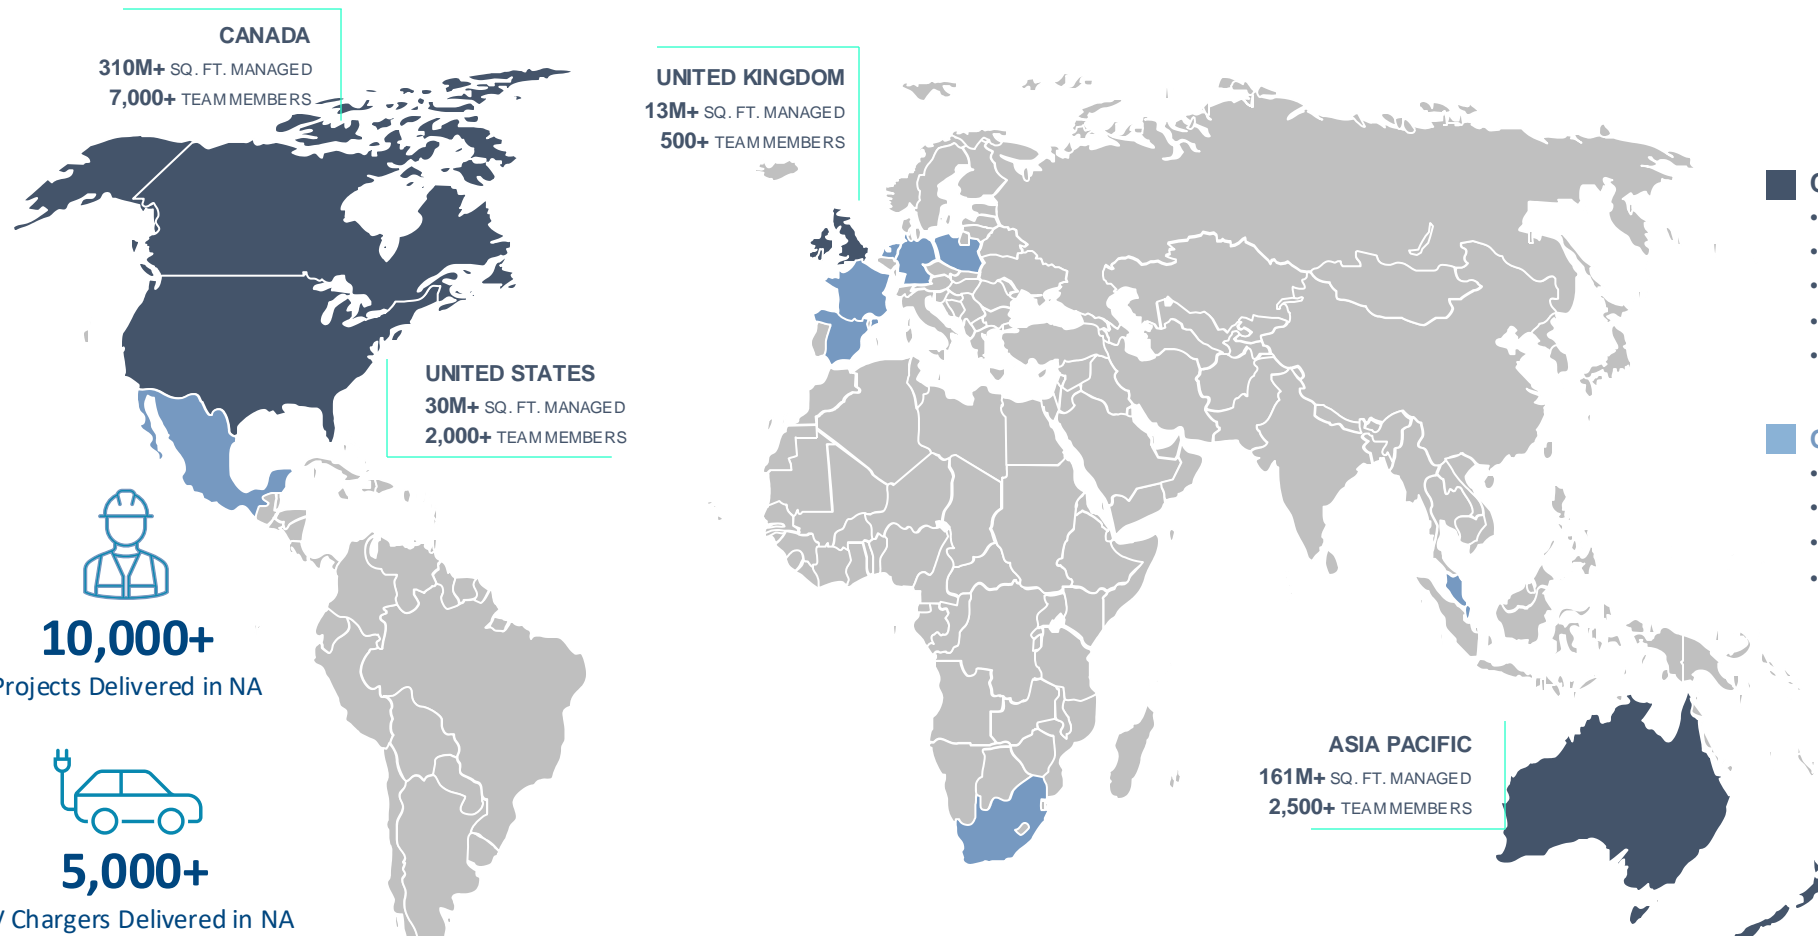 CANADA
310M+ SQ. FT. MANAGED
7,000+ TEAM MEMBERS
UNITED KINGDOM
13M+ SQ. FT. MANAGED
500+ TEAM MEMBERS
UNITED STATES
30M+ SQ. FT. MANAGED
2,000+ TEAM MEMBERS
10,000+
Projects Delivered in NA
5,000+
Chargers Delivered in NA
ASIA PACIFIC
161M+ SQ. FT. MANAGED
2,500+ TEAM MEMBERS